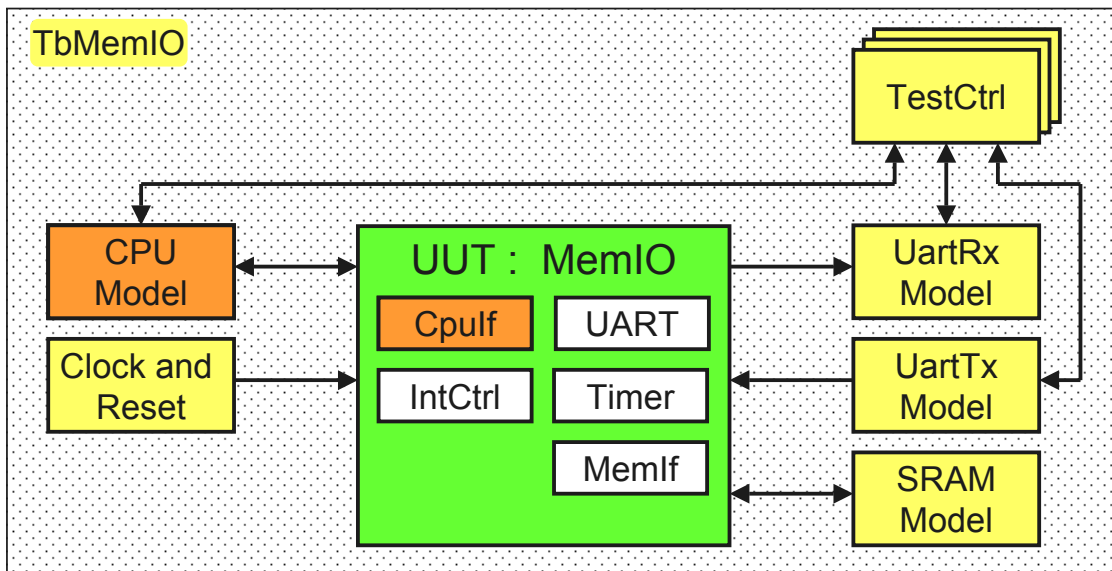 TbMemIO
TestCtrl
CPU
Model
UUT : MemIO
UartRx
Model
CpuIf
UART
Clock and
Reset
IntCtrl
Timer
UartTx
Model
MemIf
SRAM
Model